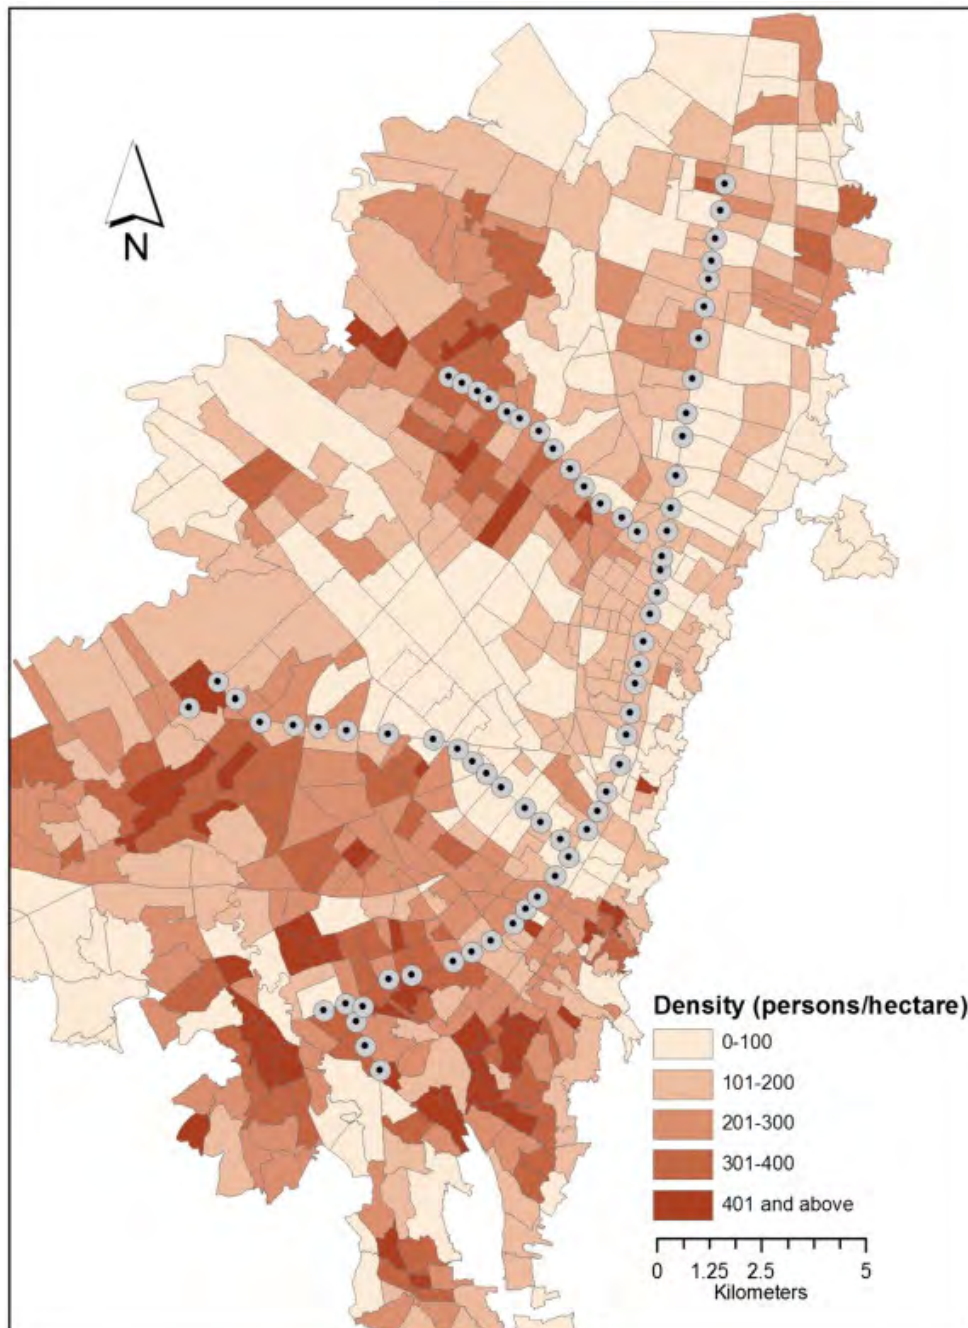 N
Density (persons/hectare)
0-100
101-200
201-300
301-400
401 and above
0 1.25 2.5 5
Kilometers